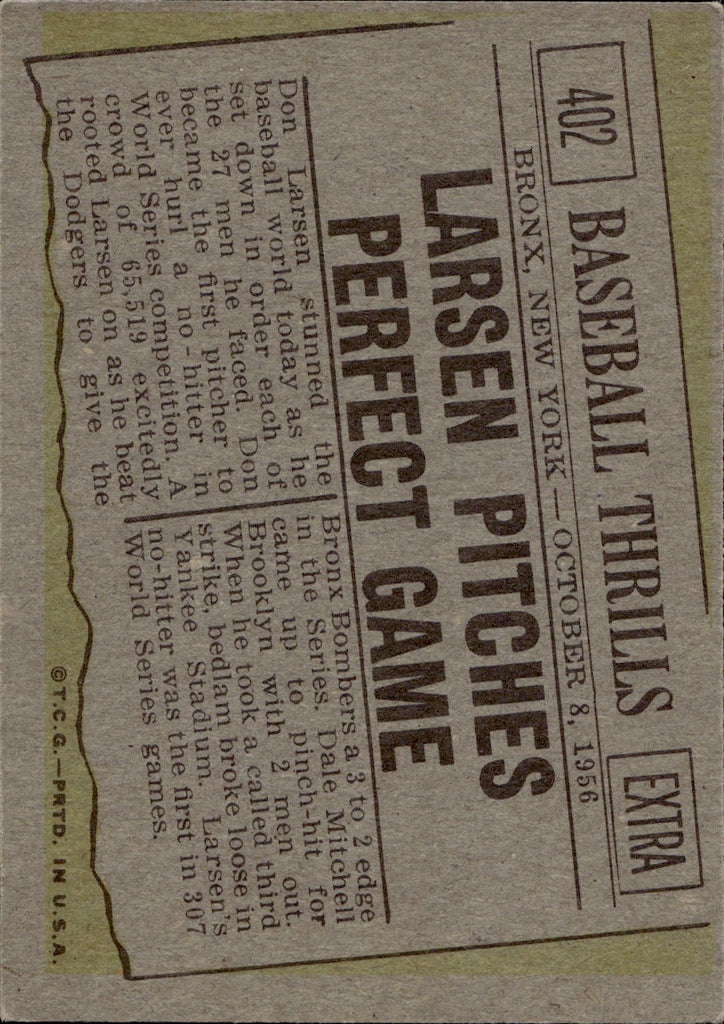 402
BASEBALL THRILLS
EXTRA
BRONX, NEW YORK — OCTOBER 8, 1956
LARSEN PITCHES
PERFECT GAME
Don Larsen stunned the
baseball world today as he
set down in order each of
the 27 men he faced. Don
became the first pitcher to
ever hurl a no-hitter in
World Series competition. A
crowd of 65,519 excitedly
rooted Larsen on as he beat
the Dodgers to give the
Bronx Bombers a 3 to 2 edge
in the Series. Dale Mitchell
came up to pinch-hit for
Brooklyn with 2 men out.
When he took a called third
strike, bedlam broke loose in
Yankee Stadium. Larsen's
no-hitter was the first in 307
World Series games.
©T.C.G.—PRTD. IN U.S.A.